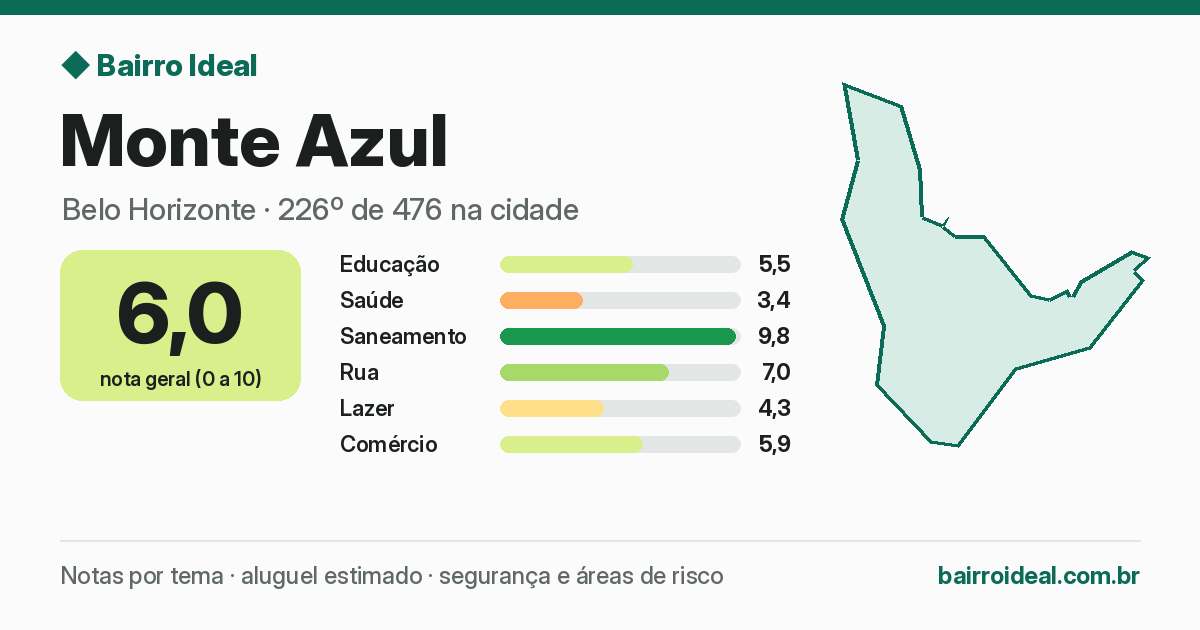 Bairro Ideal
Monte Azul
Belo Horizonte · 226º de 476 na cidade
6,0
nota geral (0 a 10)
Educação 5,5
Saúde 3,4
Saneamento 9,8
Rua 7,0
Lazer 4,3
Comércio 5,9
Notas por tema · aluguel estimado · segurança e áreas de risco
bairroideal.com.br